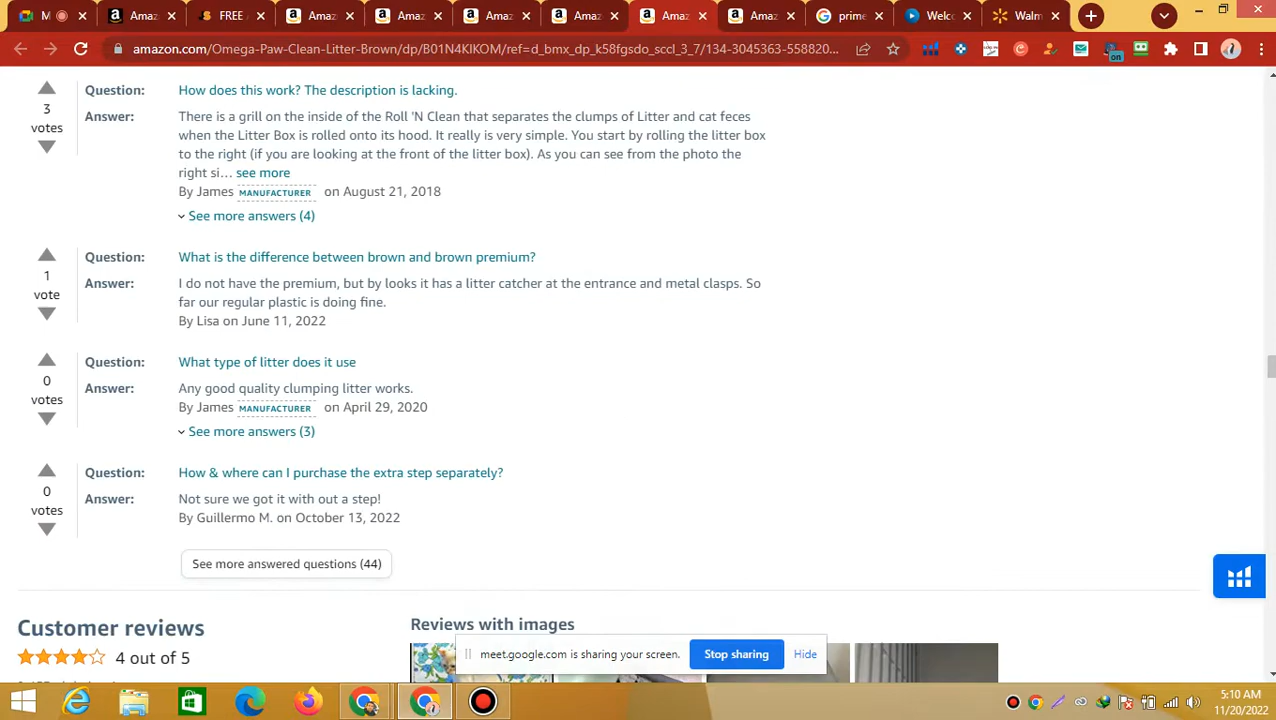 M
Amaz
FREE
Amaz
Amaz
Amaz
Amaz
Amaz
Amaz
prime
Welco
Walm
amazon.com/Omega-Paw-Clean-Litter-Brown/dp/B01N4KIKOM/ref=d_bmx_dp_k58fgsdo_sccl_3_7/134-3045363-558820...
on
3
votes
Question: How does this work? The description is lacking.
Answer: There is a grill on the inside of the Roll 'N Clean that separates the clumps of Litter and cat feces
when the Litter Box is rolled onto its hood. It really is very simple. You start by rolling the litter box
to the right (if you are looking at the front of the litter box). As you can see from the photo the
right si... see more
By James MANUFACTURER on August 21, 2018
See more answers (4)
1
vote
Question: What is the difference between brown and brown premium?
Answer: I do not have the premium, but by looks it has a litter catcher at the entrance and metal clasps. So
far our regular plastic is doing fine.
By Lisa on June 11, 2022
0
votes
Question: What type of litter does it use
Answer: Any good quality clumping litter works.
By James MANUFACTURER on April 29, 2020
See more answers (3)
0
votes
Question: How & where can I purchase the extra step separately?
Answer: Not sure we got it with out a step!
By Guillermo M. on October 13, 2022
See more answered questions (44)
Customer reviews
4 out of 5
Reviews with images
meet.google.com is sharing your screen. Stop sharing Hide
5:10 AM
11/20/2022